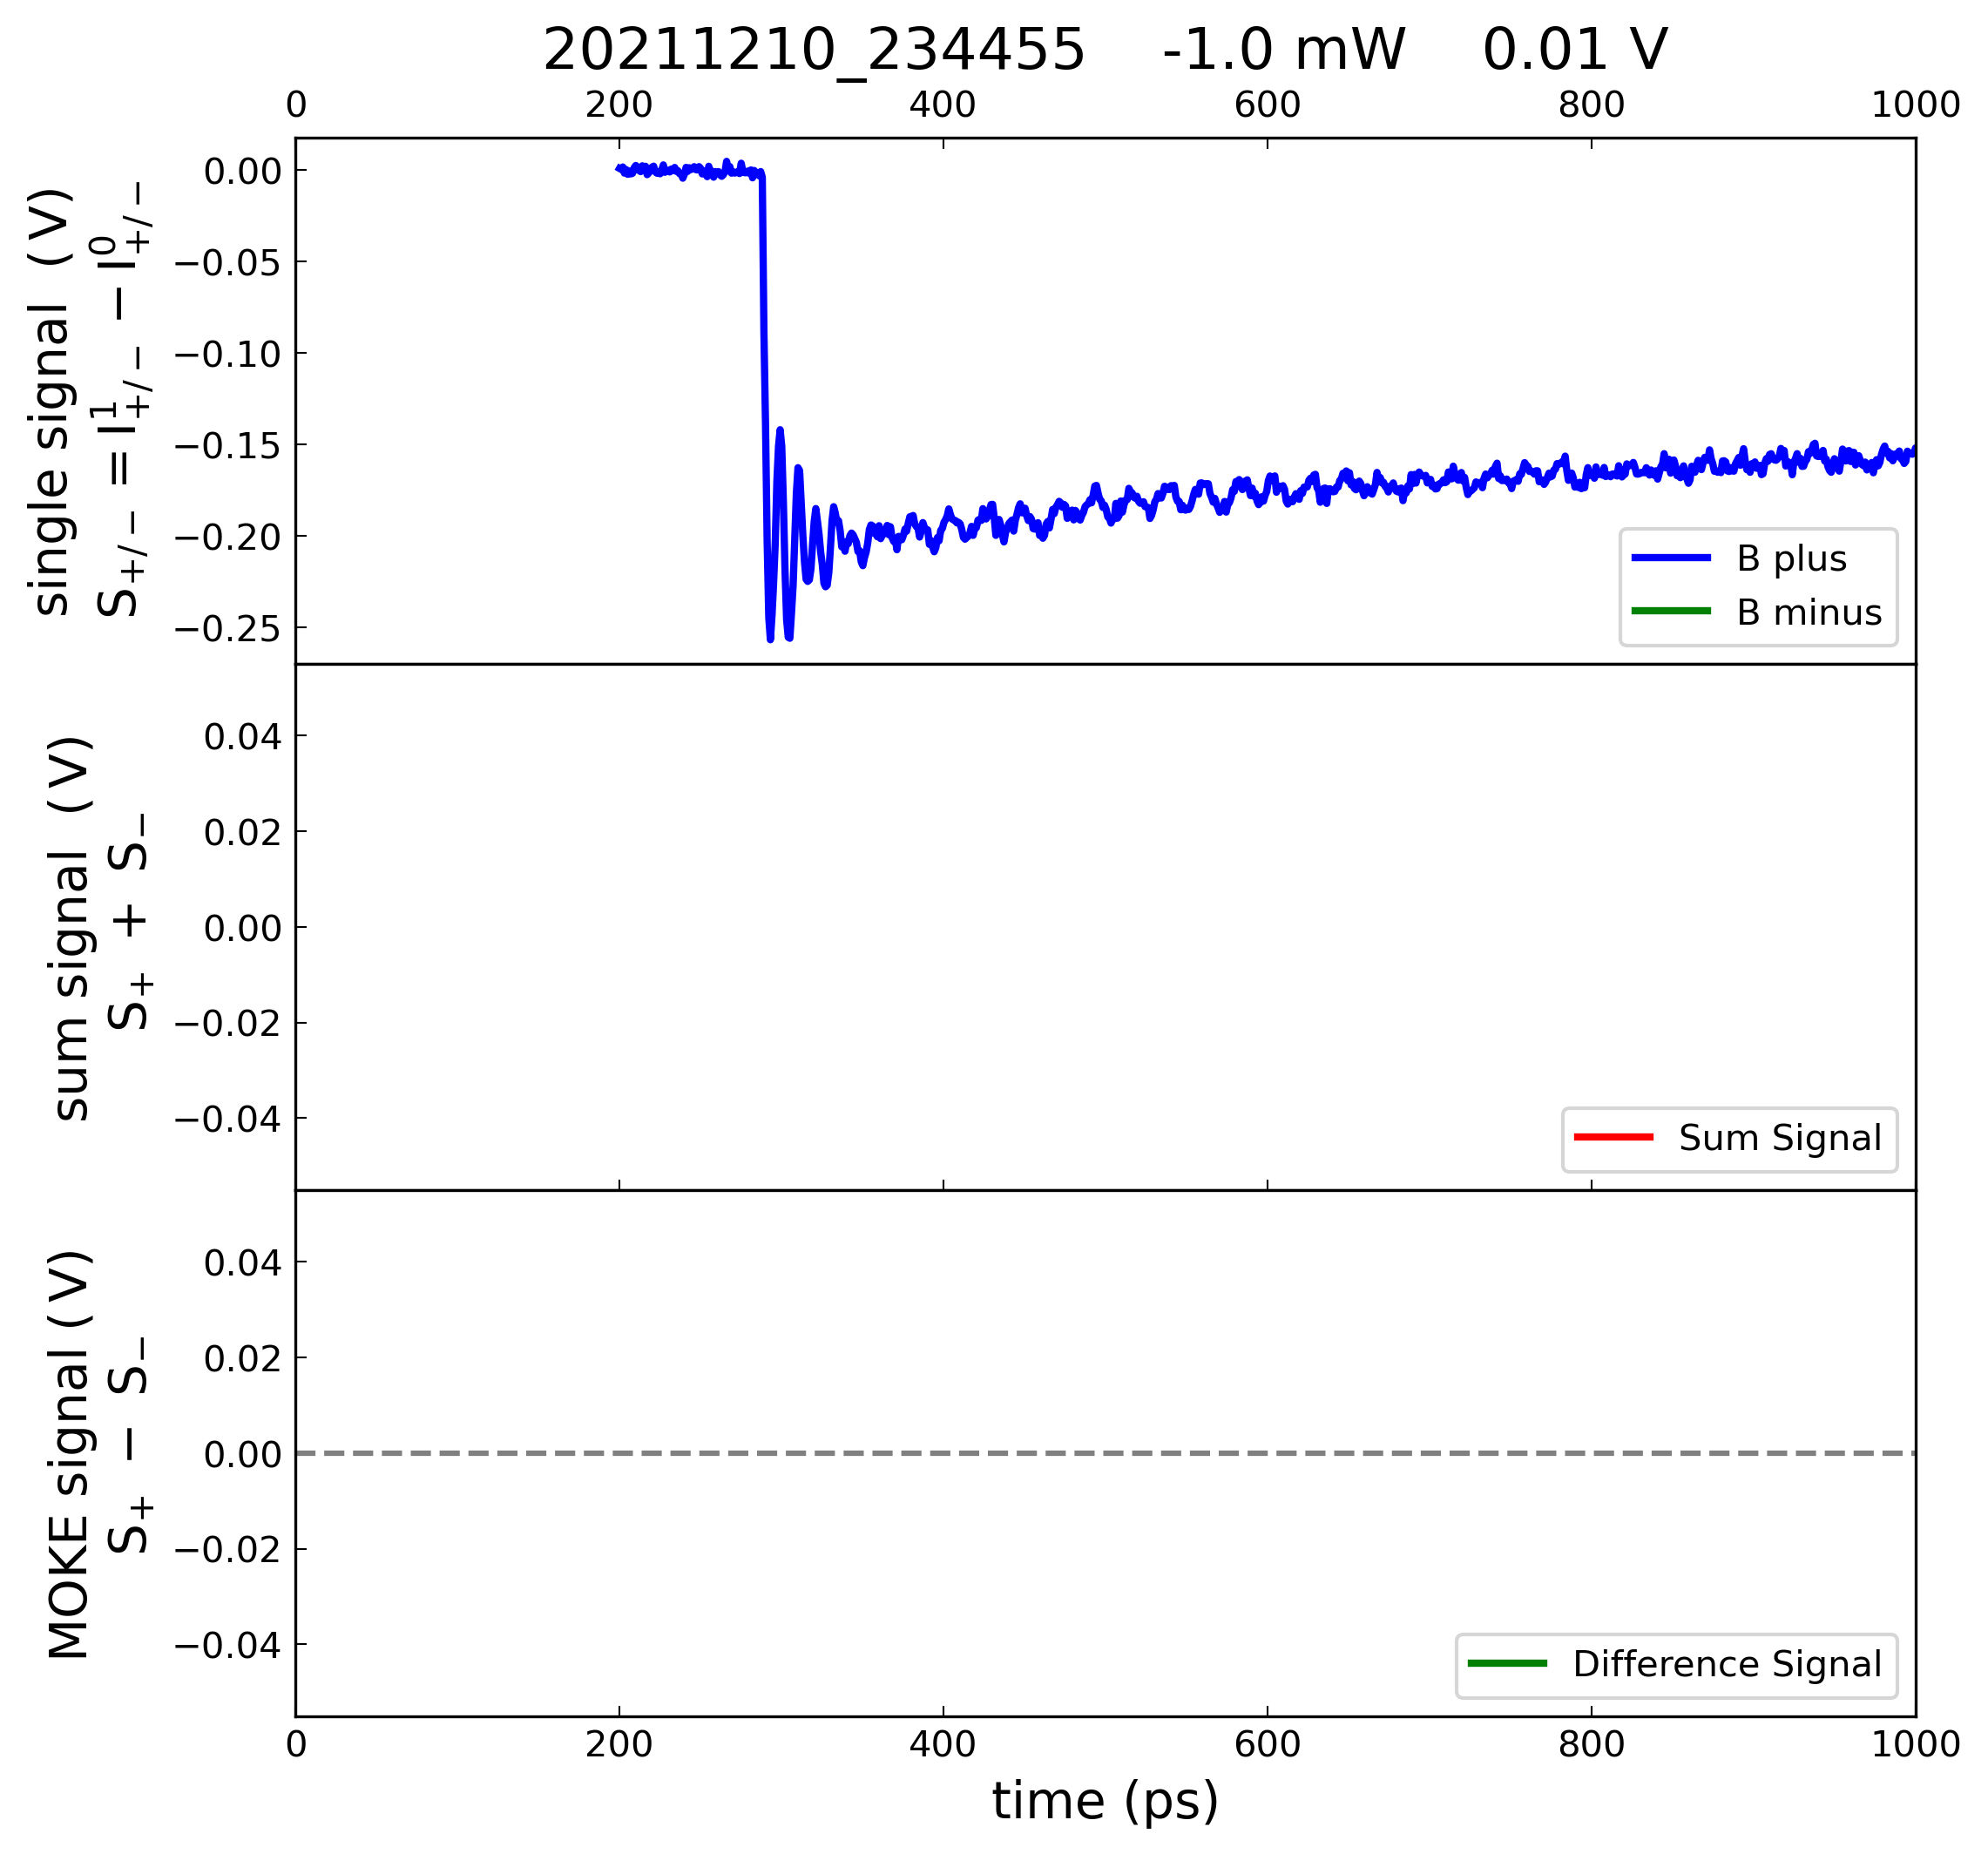 20211210_234455    -1.0 mW    0.01 V
0 200 400 600 800 1000
single signal (V)
S+/− = I¹+/− − I⁰+/−
0.00
−0.05
−0.10
−0.15
−0.20
−0.25
B plus
B minus
sum signal (V)
S₊ + S₋
0.04
0.02
0.00
−0.02
−0.04
Sum Signal
MOKE signal (V)
S₊ − S₋
0.04
0.02
0.00
−0.02
−0.04
Difference Signal
0 200 400 600 800 1000
time (ps)